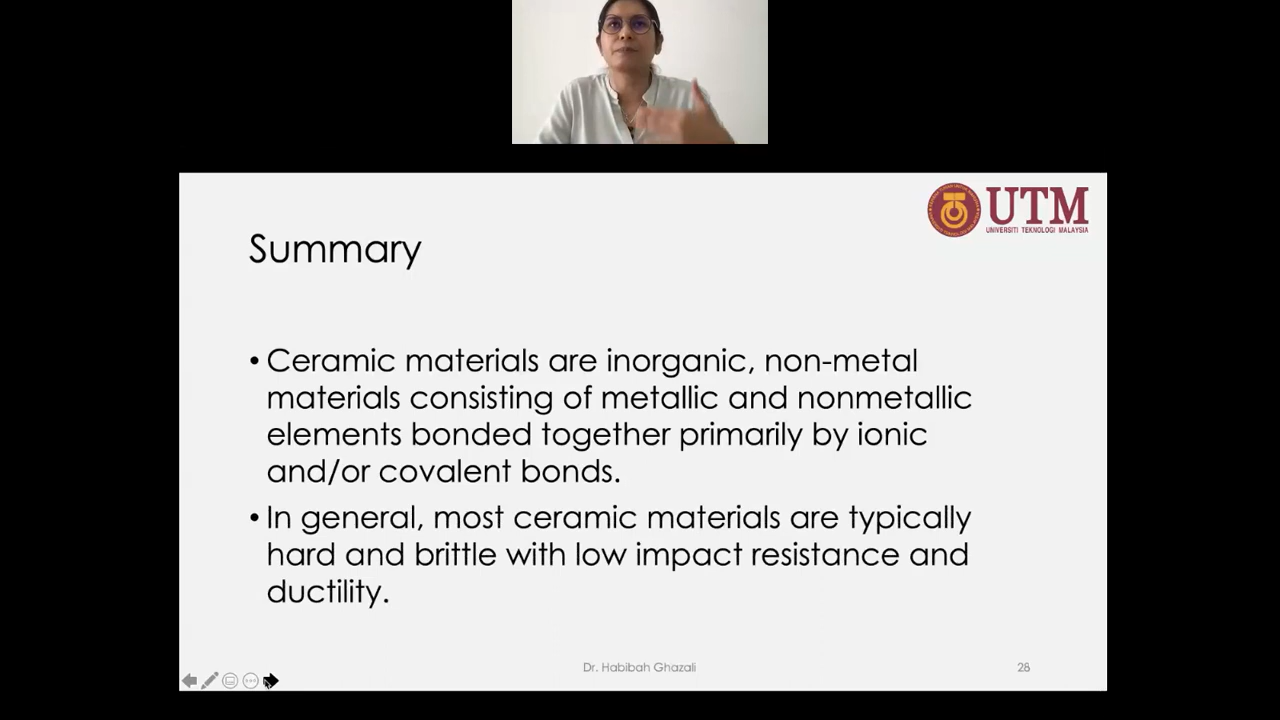 UTM
UNIVERSITI TEKNOLOGI MALAYSIA
Summary
• Ceramic materials are inorganic, non-metal
materials consisting of metallic and nonmetallic
elements bonded together primarily by ionic
and/or covalent bonds.
• In general, most ceramic materials are typically
hard and brittle with low impact resistance and
ductility.
Dr. Habibah Ghazali
28